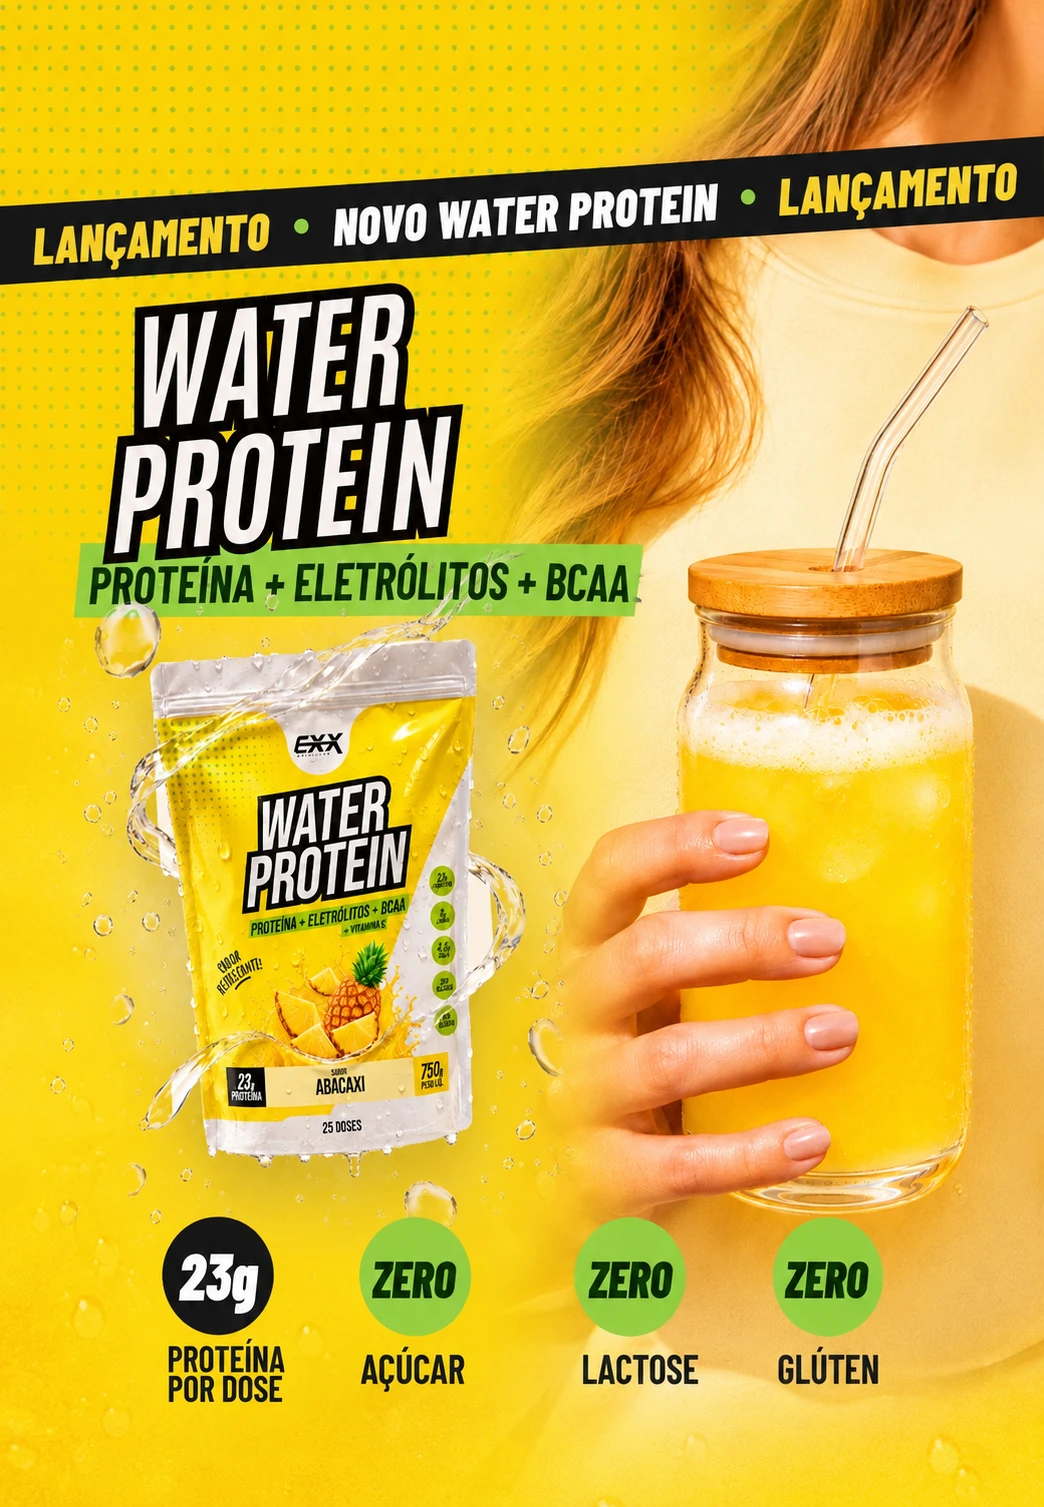 LANÇAMENTO • NOVO WATER PROTEIN • LANÇAMENTO
WATER
PROTEIN
PROTEÍNA + ELETRÓLITOS + BCAA
EXX
WATER
PROTEIN
PROTEÍNA + ELETRÓLITOS + BCAA
+ VITAMINAS
SABOR
REFRESCANTE!
23g
PROTEÍNA
SABOR
ABACAXI
750g
PESO LÍQ.
25 DOSES
23g
PROTEÍNA
POR DOSE
ZERO
AÇÚCAR
ZERO
LACTOSE
ZERO
GLÚTEN